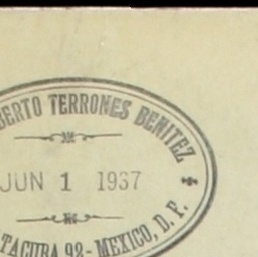 BERTO TERRONES BENITEZ
JUN 1 1937
TACUBA 92 - MEXICO, D. F.